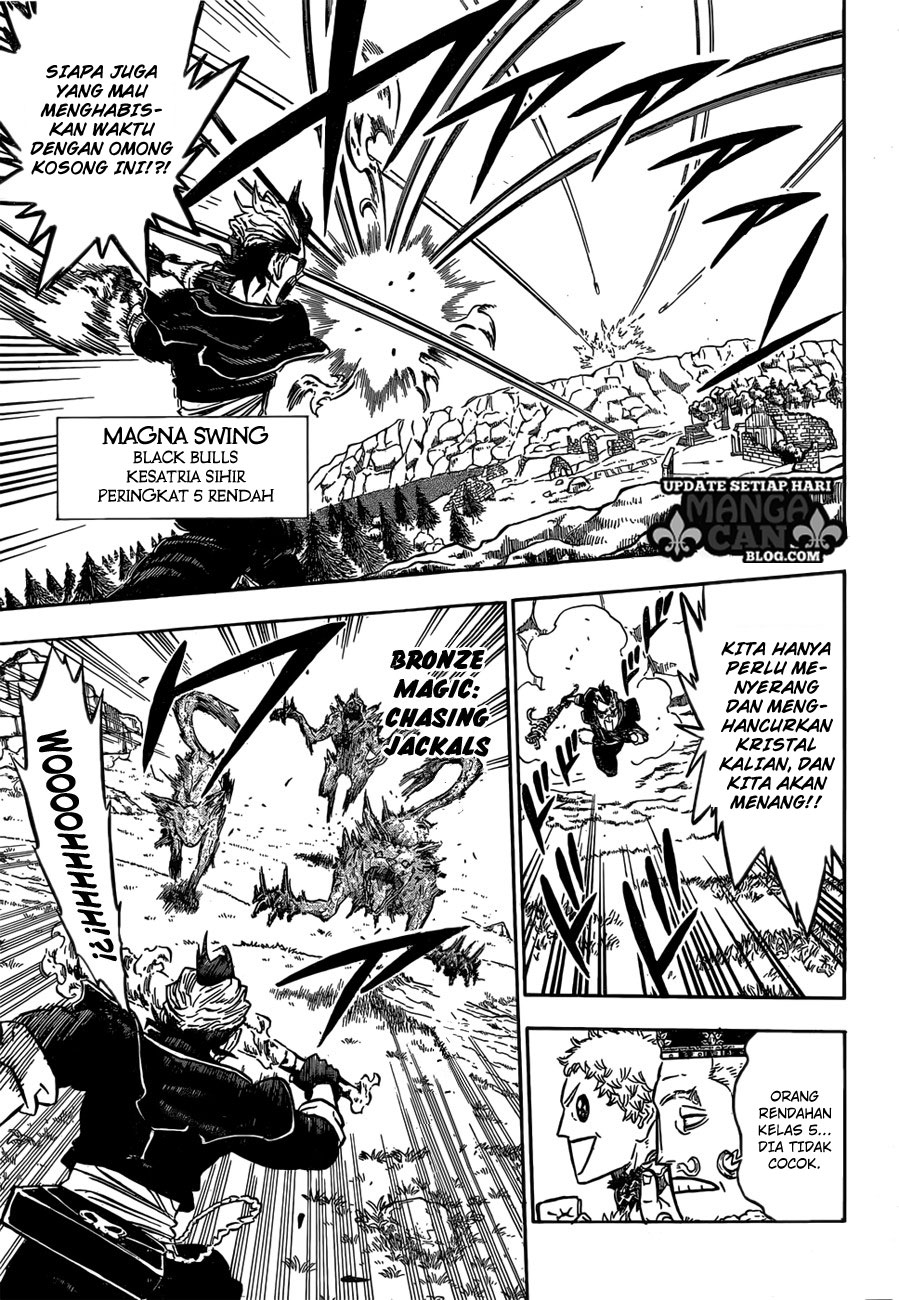 SIAPA JUGA
YANG MAU
MENGHABIS-
KAN WAKTU
DENGAN OMONG
KOSONG INI!?!
MAGNA SWING
BLACK BULLS
KESATRIA SIHIR
PERINGKAT 5 RENDAH
UPDATE SETIAP HARI
MANGA
CAN
BLOG.COM
KITA HANYA
PERLU ME-
NYERANG
DAN MENG-
HANCURKAN
KRISTAL
KALIAN, DAN
KITA AKAN
MENANG!!
BRONZE
MAGIC:
CHASING
JACKALS
WOOOOHHHHH!?!
ORANG
RENDAHAN
KELAS 5...
DIA TIDAK
COCOK.